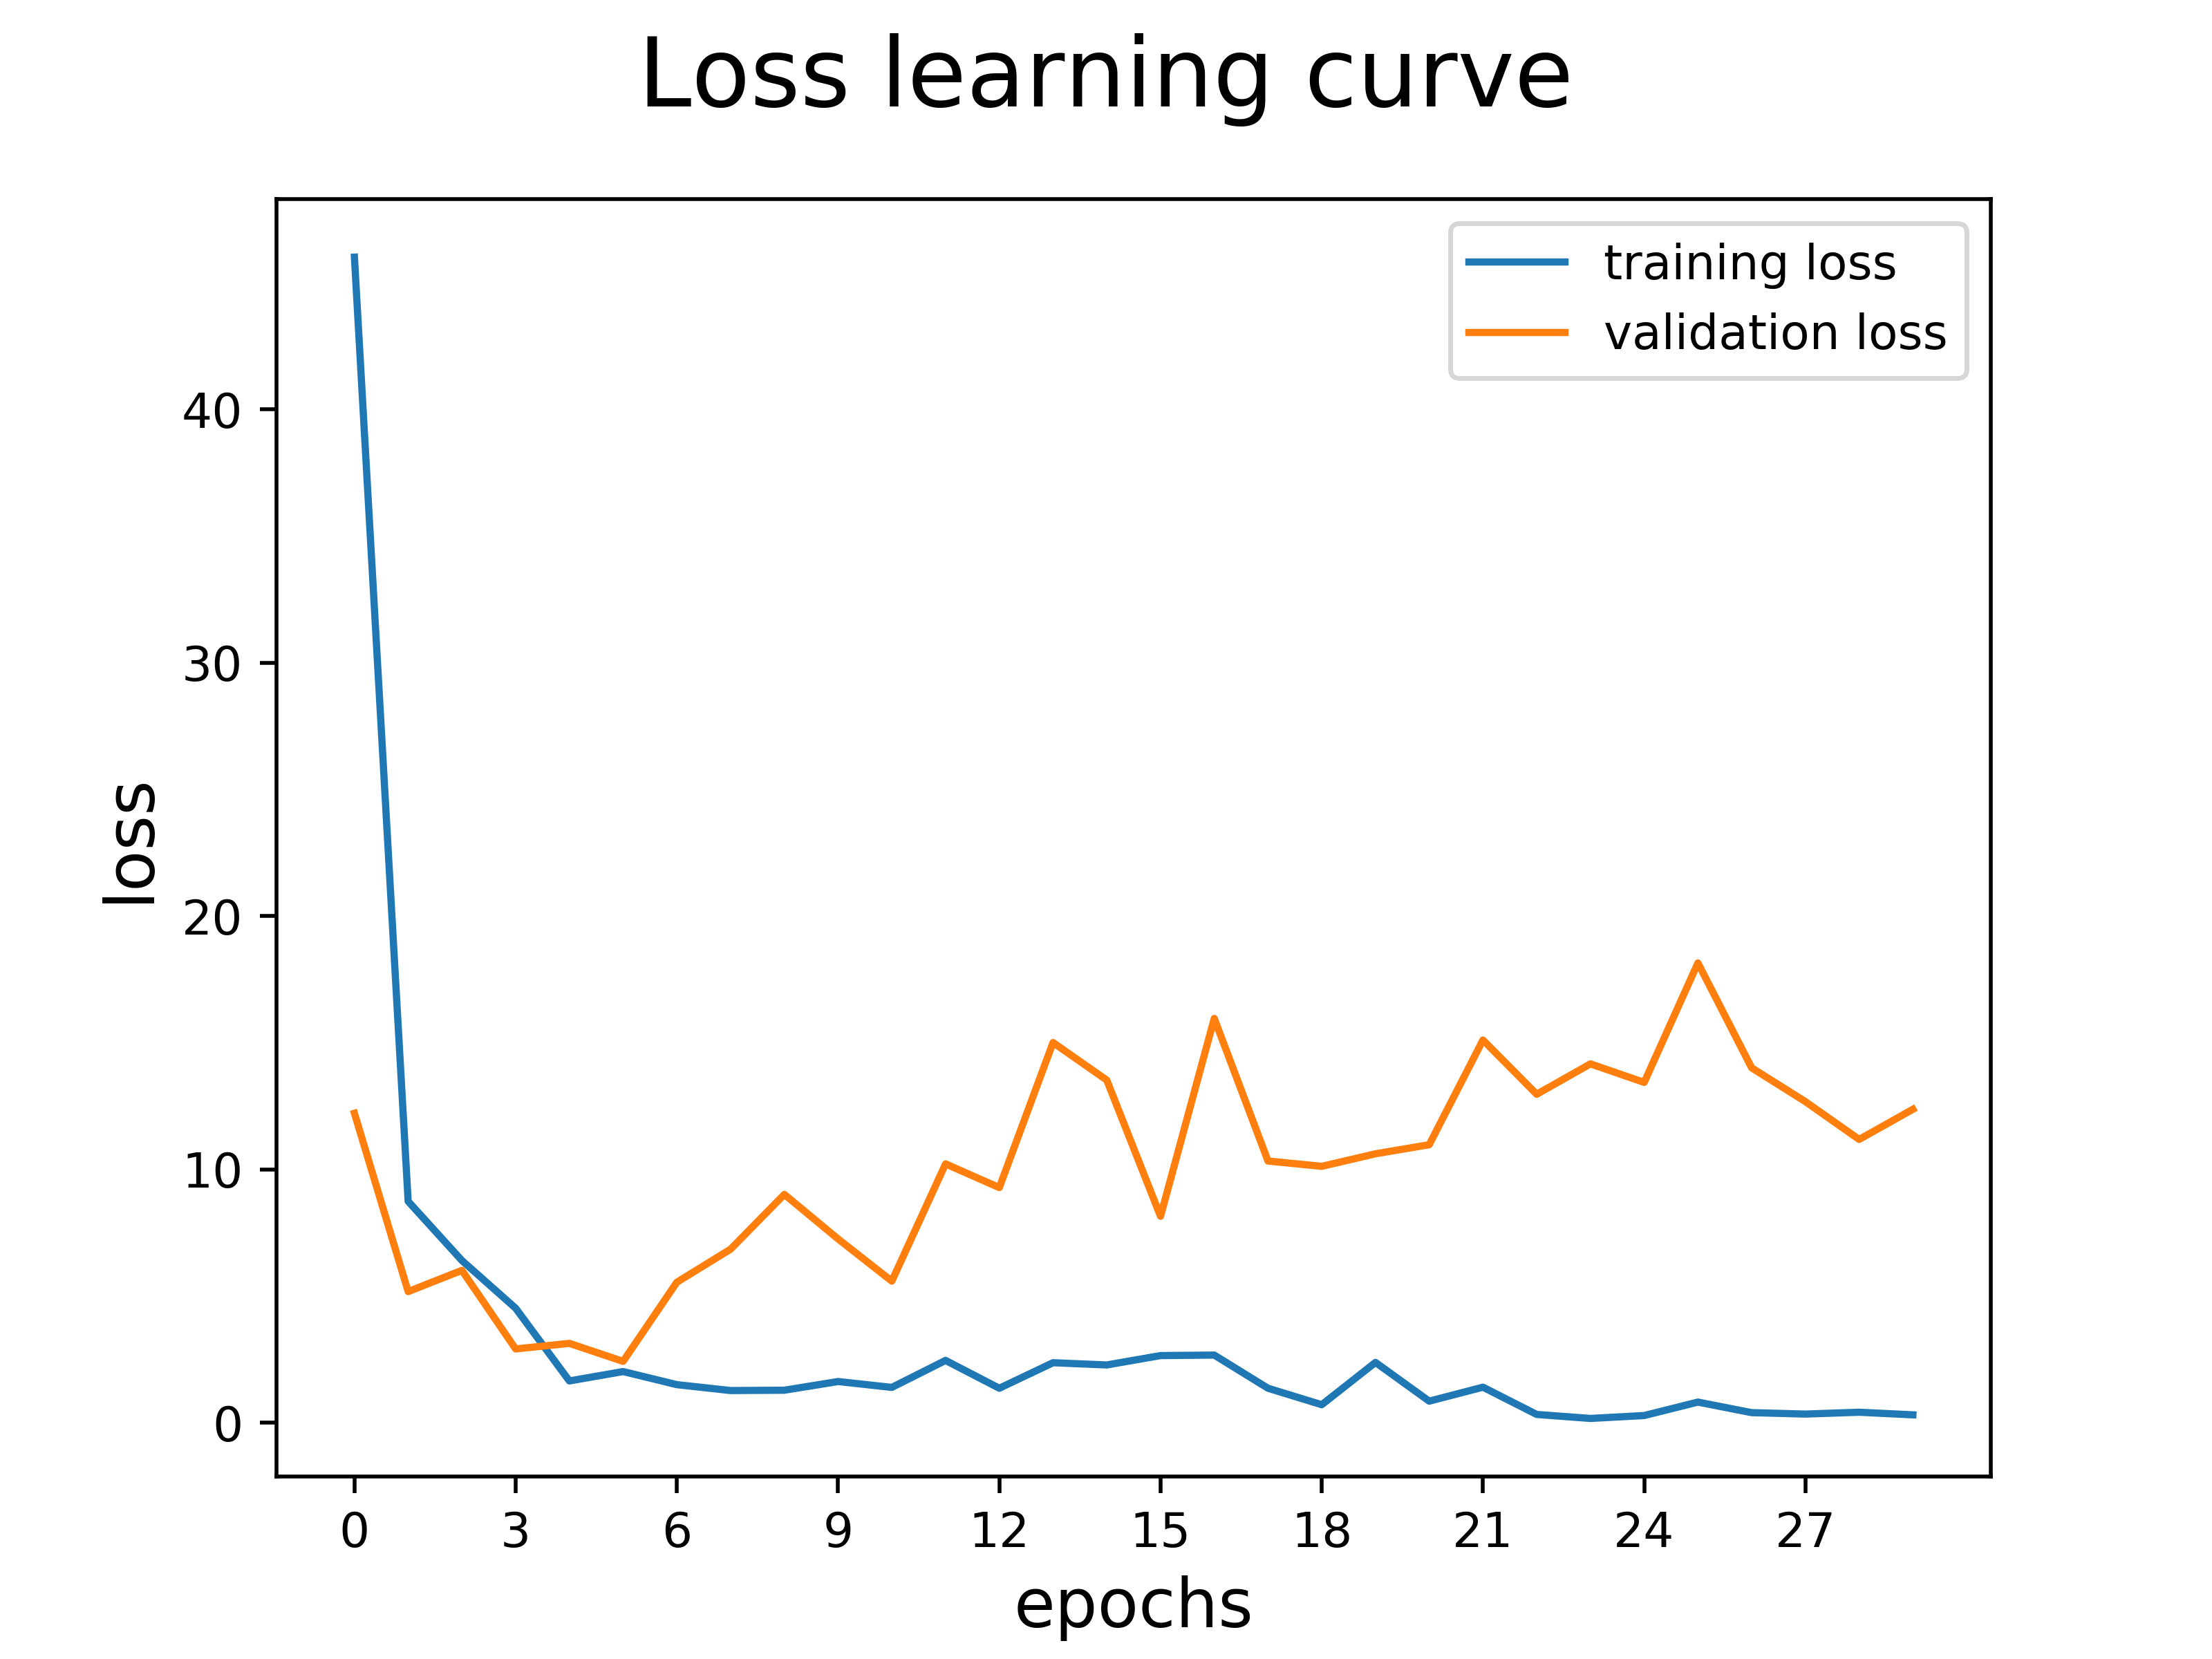 Loss learning curve
training loss
validation loss
40
30
20
10
0
loss
0 3 6 9 12 15 18 21 24 27
epochs